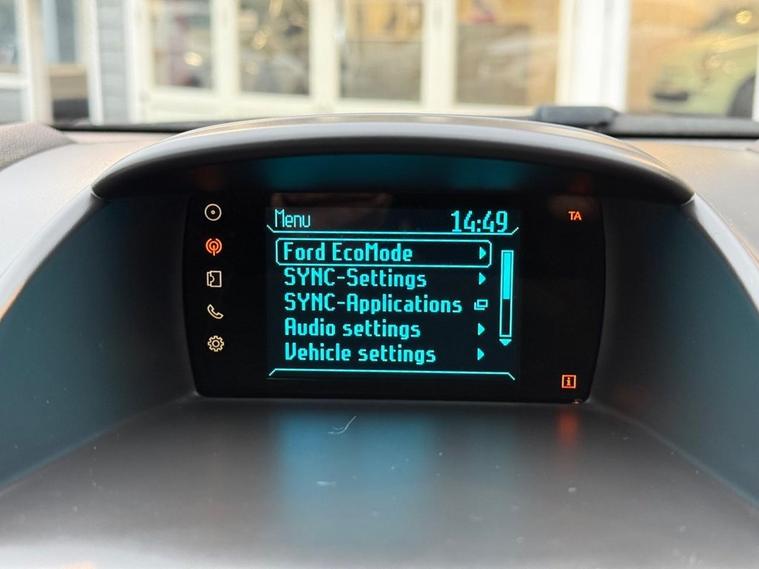 Menu 14:49
TA
Ford EcoMode
SYNC-Settings
SYNC-Applications
Audio settings
Vehicle settings
i